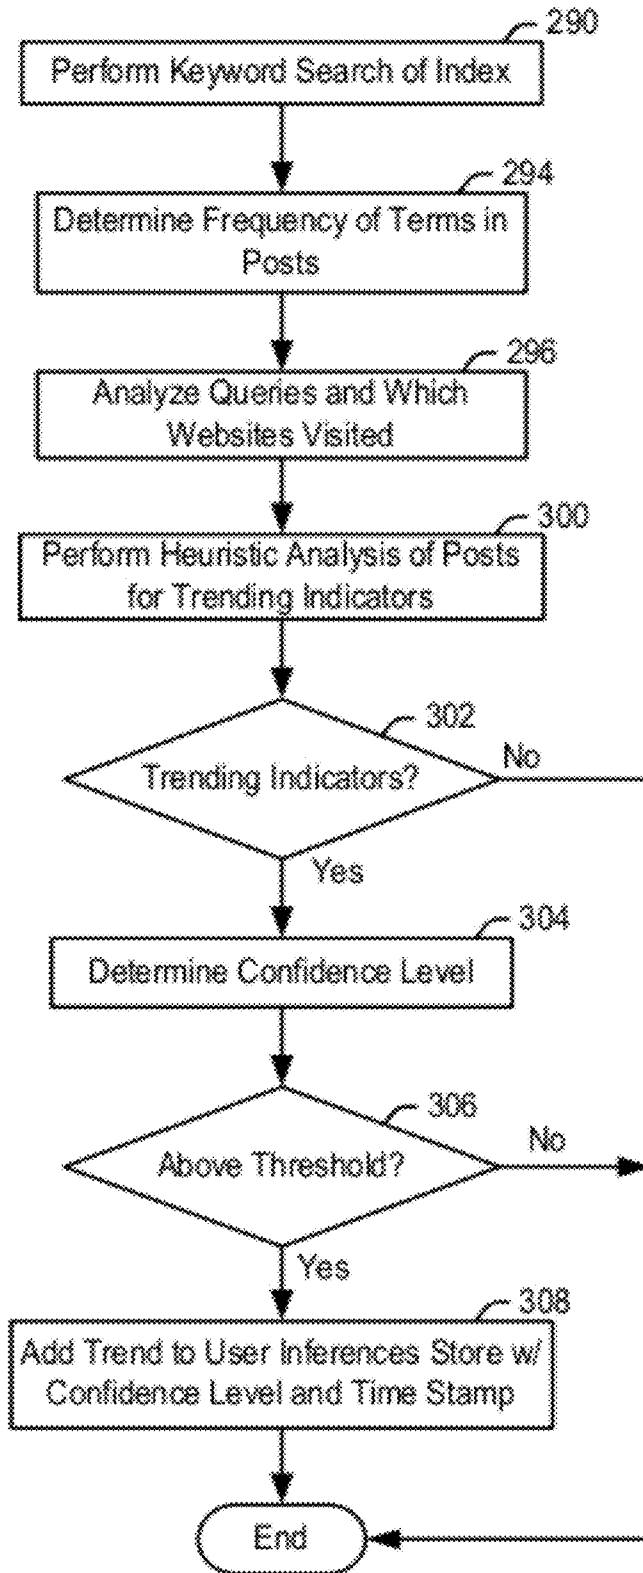 290
Perform Keyword Search of Index
294
Determine Frequency of Terms in
Posts
296
Analyze Queries and Which
Websites Visited
300
Perform Heuristic Analysis of Posts
for Trending Indicators
302
Trending Indicators?
No
Yes
304
Determine Confidence Level
306
Above Threshold?
No
Yes
308
Add Trend to User Inferences Store w/
Confidence Level and Time Stamp
End